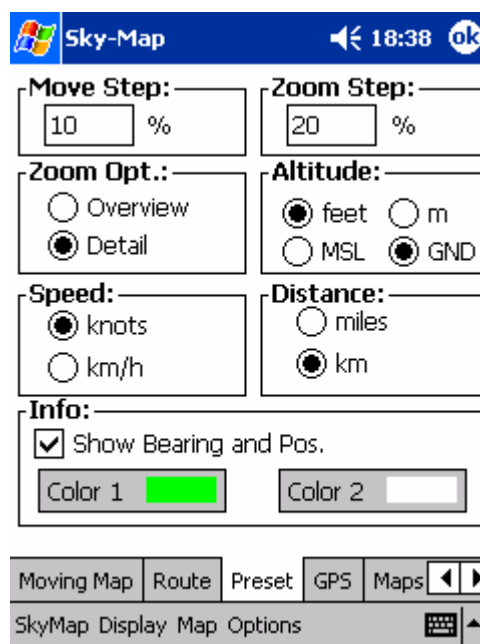 Sky-Map 18:38 ok
Move Step: Zoom Step:
10 % 20 %
Zoom Opt.: Altitude:
Overview feet m
Detail MSL GND
Speed: Distance:
knots miles
km/h km
Info:
Show Bearing and Pos.
Color 1 Color 2
Moving Map Route Preset GPS Maps
SkyMap Display Map Options